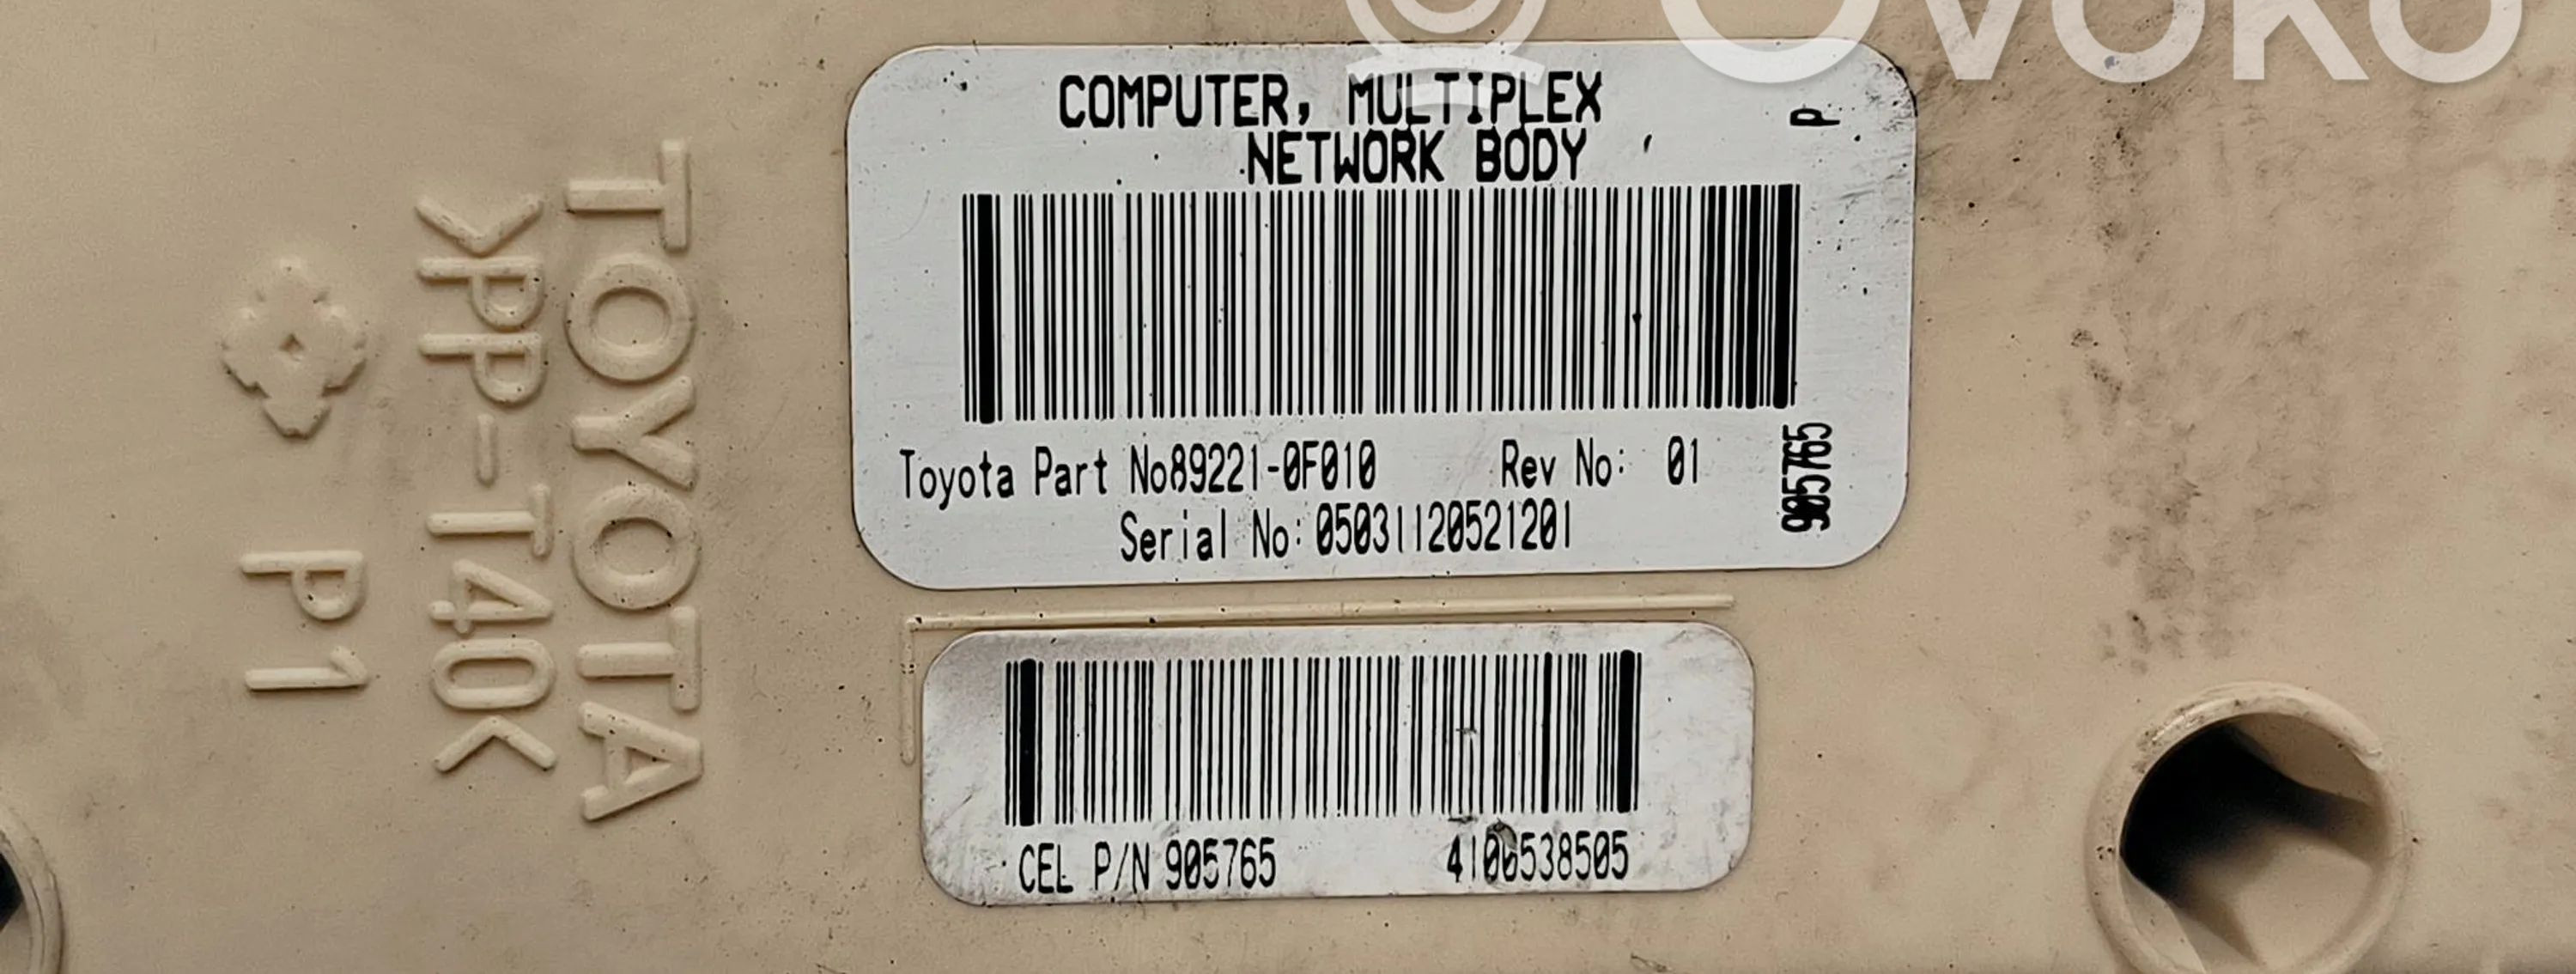 OVOKO
COMPUTER, MULTIPLEX
NETWORK BODY
P
Toyota Part No89221-0F010 Rev No: 01
Serial No: 05031120521201
905765
CEL P/N 905765 4100538505
TOYOTA
>PP-T40<
P1